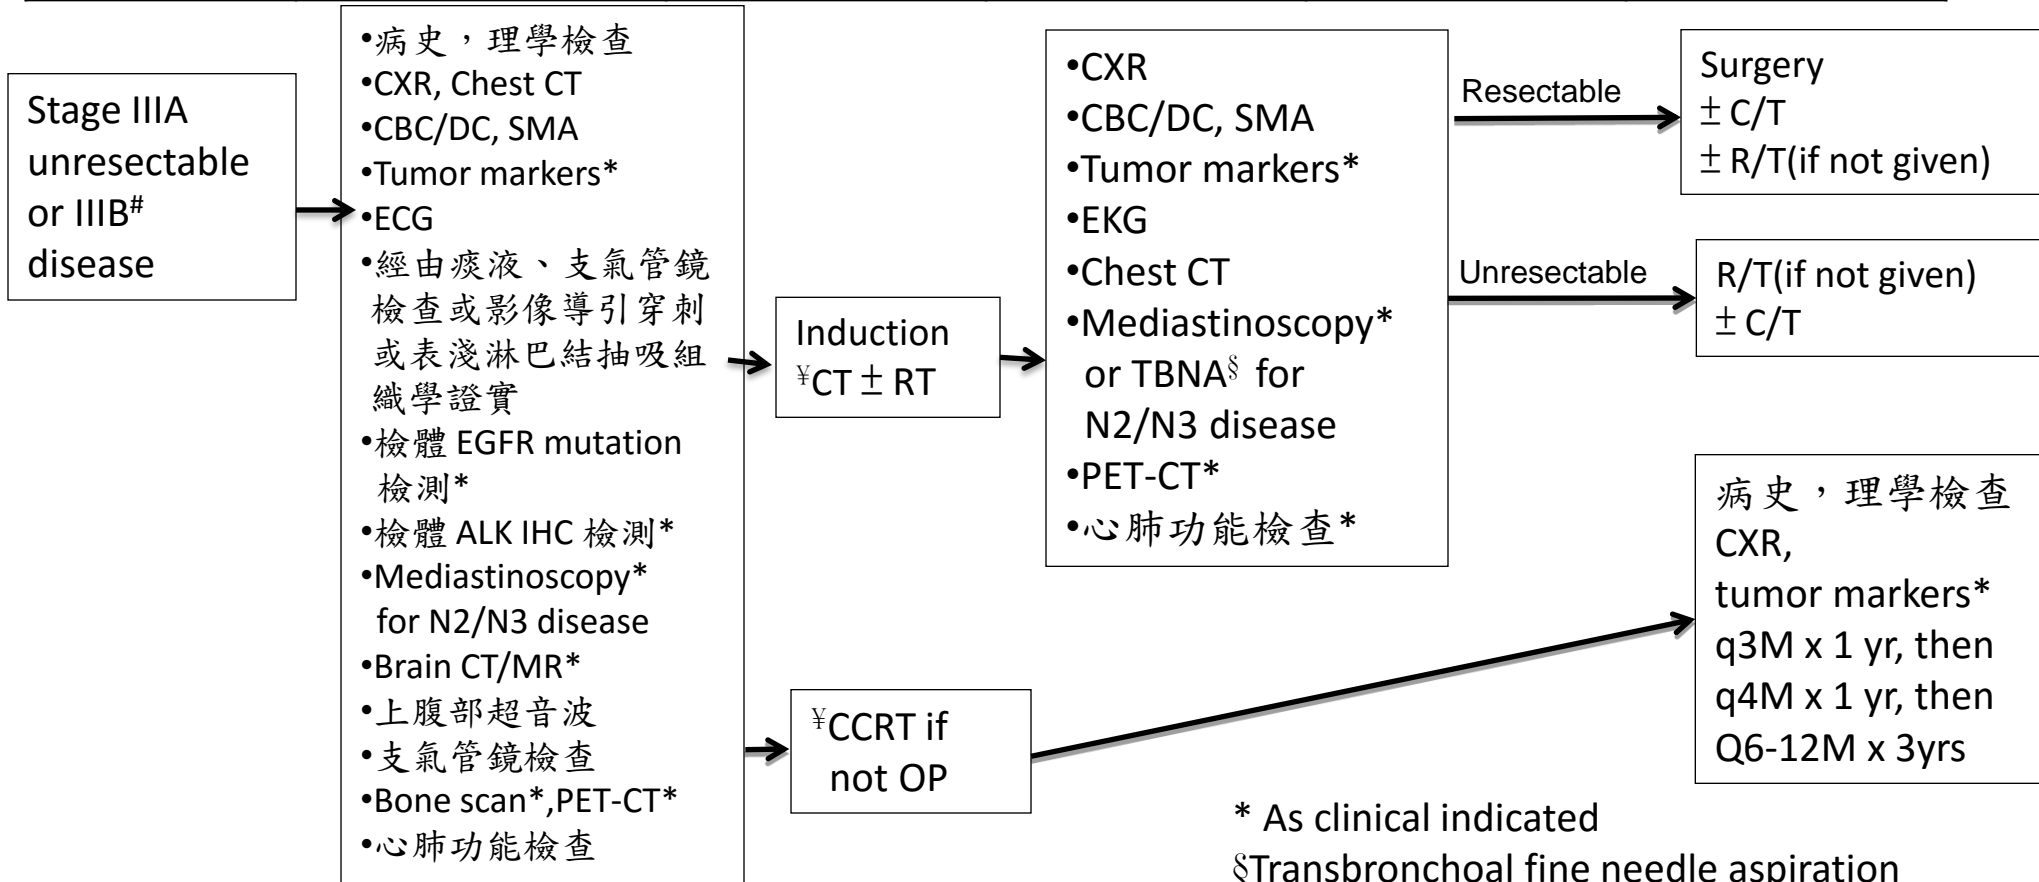 Stage IIIA
unresectable
or IIIB#
disease
•病史，理學檢查
•CXR, Chest CT
•CBC/DC, SMA
•Tumor markers*
•ECG
•經由痰液、支氣管鏡
檢查或影像導引穿刺
或表淺淋巴結抽吸組
織學證實
•檢體 EGFR mutation
檢測*
•檢體 ALK IHC 檢測*
•Mediastinoscopy*
for N2/N3 disease
•Brain CT/MR*
•上腹部超音波
•支氣管鏡檢查
•Bone scan*,PET-CT*
•心肺功能檢查
Induction
¥CT ± RT
¥CCRT if
not OP
•CXR
•CBC/DC, SMA
•Tumor markers*
•EKG
•Chest CT
•Mediastinoscopy*
or TBNA§ for
N2/N3 disease
•PET-CT*
•心肺功能檢查*
Resectable
Unresectable
Surgery
± C/T
± R/T(if not given)
R/T(if not given)
± C/T
病史，理學檢查
CXR,
tumor markers*
q3M x 1 yr, then
q4M x 1 yr, then
Q6-12M x 3yrs
* As clinical indicated
§Transbronchoal fine needle aspiration